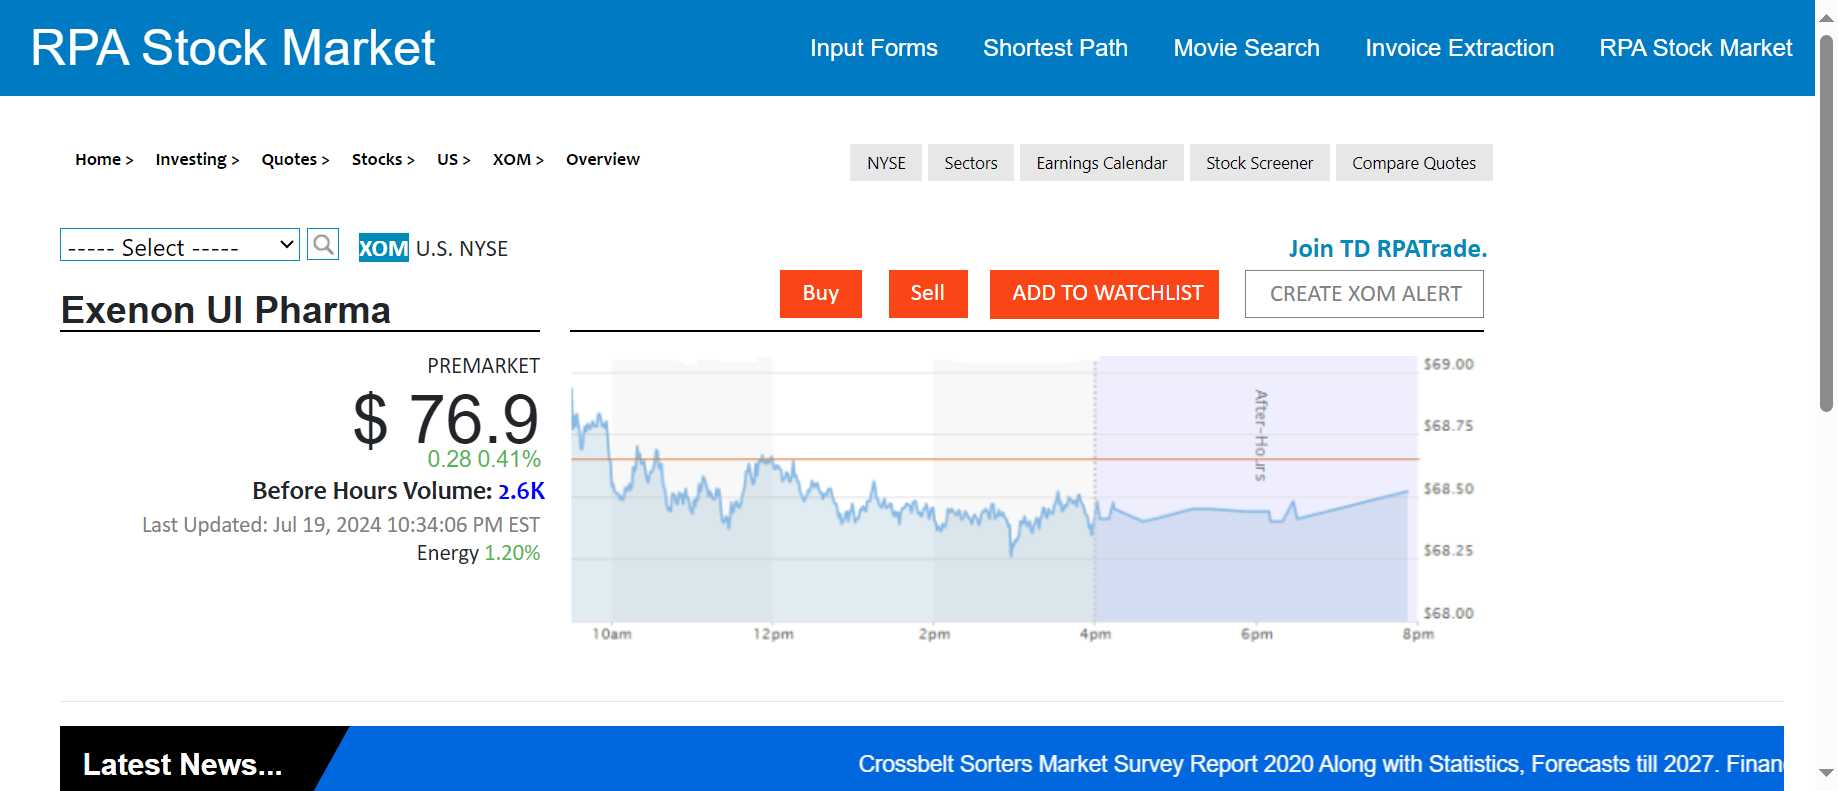 RPA Stock Market
Input Forms
Shortest Path
Movie Search
Invoice Extraction
RPA Stock Market
Home >
Investing >
Quotes >
Stocks >
US >
XOM >
Overview
NYSE
Sectors
Earnings Calendar
Stock Screener
Compare Quotes
----- Select -----
XOM U.S. NYSE
Join TD RPATrade.
Buy
Sell
ADD TO WATCHLIST
CREATE XOM ALERT
Exenon UI Pharma
PREMARKET
$ 76.9
0.28 0.41%
Before Hours Volume: 2.6K
Last Updated: Jul 19, 2024 10:34:06 PM EST
Energy 1.20%
After-Hours
$69.00
$68.75
$68.50
$68.25
$68.00
10am
12pm
2pm
4pm
6pm
8pm
Latest News...
Crossbelt Sorters Market Survey Report 2020 Along with Statistics, Forecasts till 2027. Finan